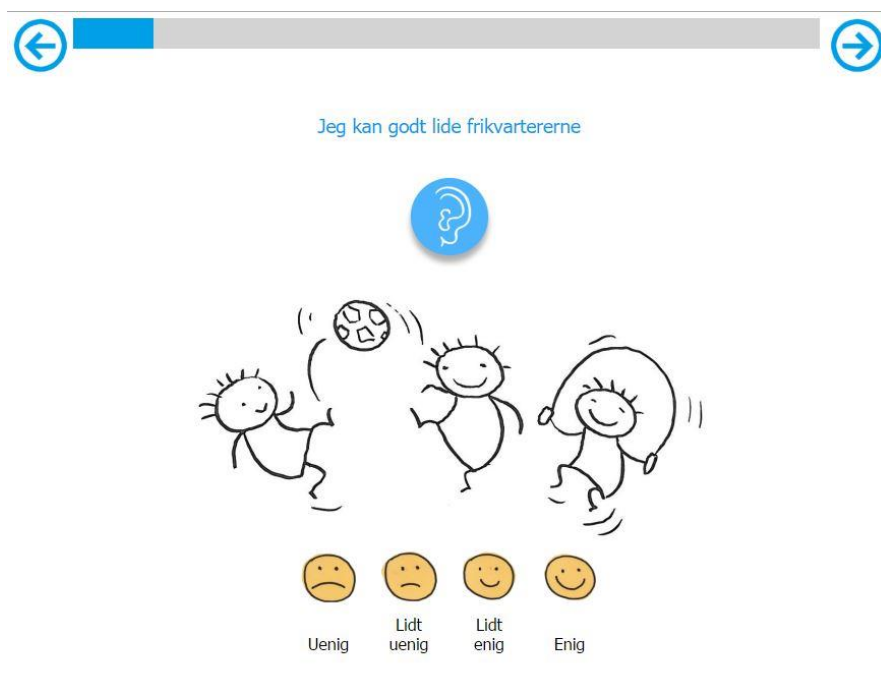 Jeg kan godt lide frikvartererne
Uenig
Lidt
uenig
Lidt
enig
Enig